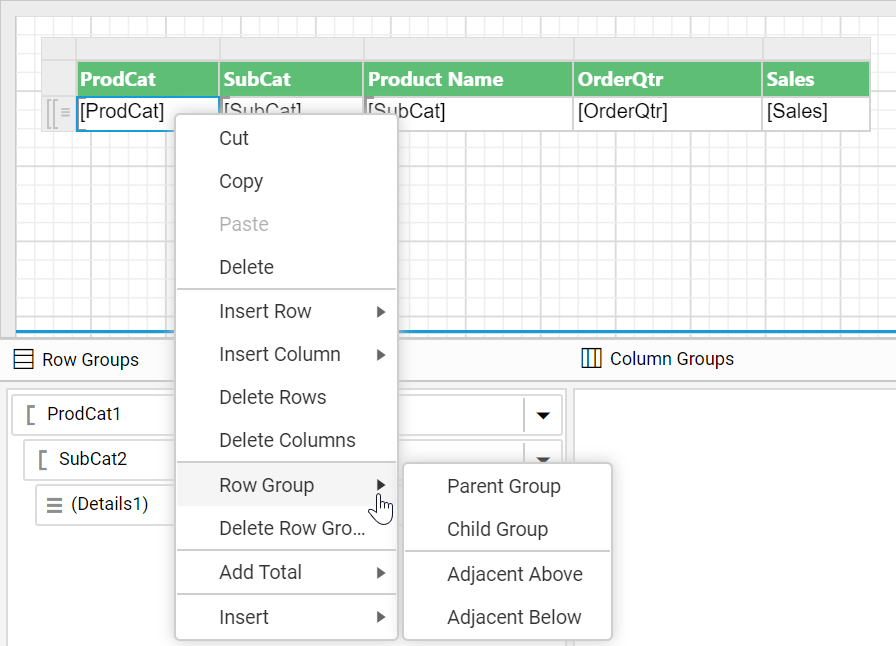 ProdCat SubCat Product Name OrderQtr Sales
[ProdCat] [SubCat] [SubCat] [OrderQtr] [Sales]
Cut
Copy
Paste
Delete
Insert Row
Insert Column
Delete Rows
Delete Columns
Row Group
Delete Row Gro...
Add Total
Insert
Parent Group
Child Group
Adjacent Above
Adjacent Below
Row Groups
Column Groups
ProdCat1
SubCat2
(Details1)